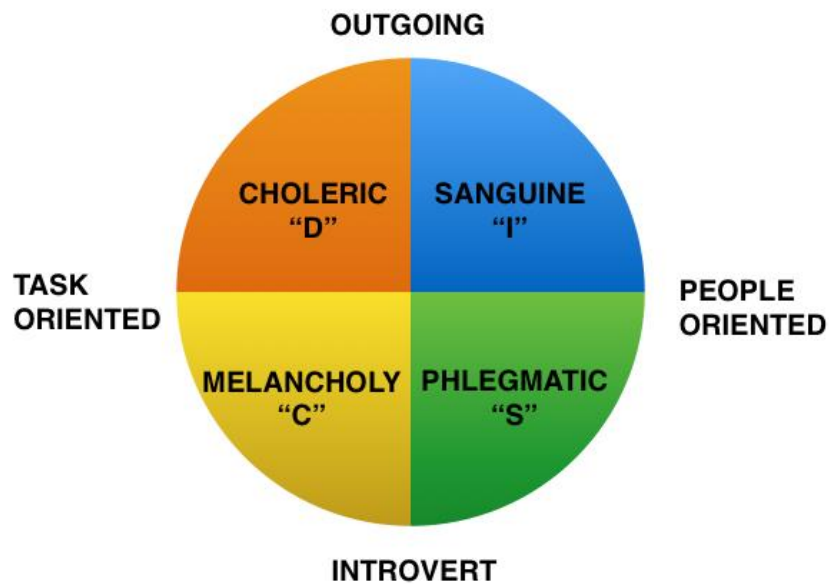 OUTGOING
CHOLERIC
“D”
SANGUINE
“I”
TASK
ORIENTED
PEOPLE
ORIENTED
MELANCHOLY
“C”
PHLEGMATIC
“S”
INTROVERT